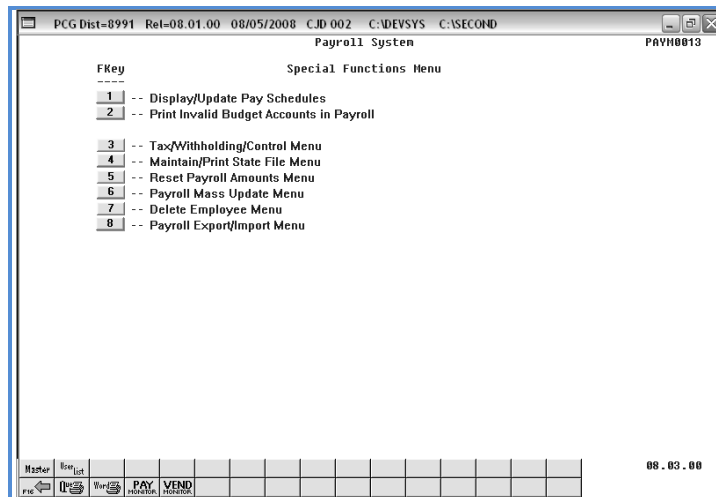 PCG Dist=8991 Rel=08.01.00 08/05/2008 CJD 002 C:\DEVSYS C:\SECOND
Payroll System PAYM0013
FKey Special Functions Menu
----
1 -- Display/Update Pay Schedules
2 -- Print Invalid Budget Accounts in Payroll
3 -- Tax/Withholding/Control Menu
4 -- Maintain/Print State File Menu
5 -- Reset Payroll Amounts Menu
6 -- Payroll Mass Update Menu
7 -- Delete Employee Menu
8 -- Payroll Export/Import Menu
Master User List 08.03.00
F16 Que Word PAY MONITOR VEND MONITOR